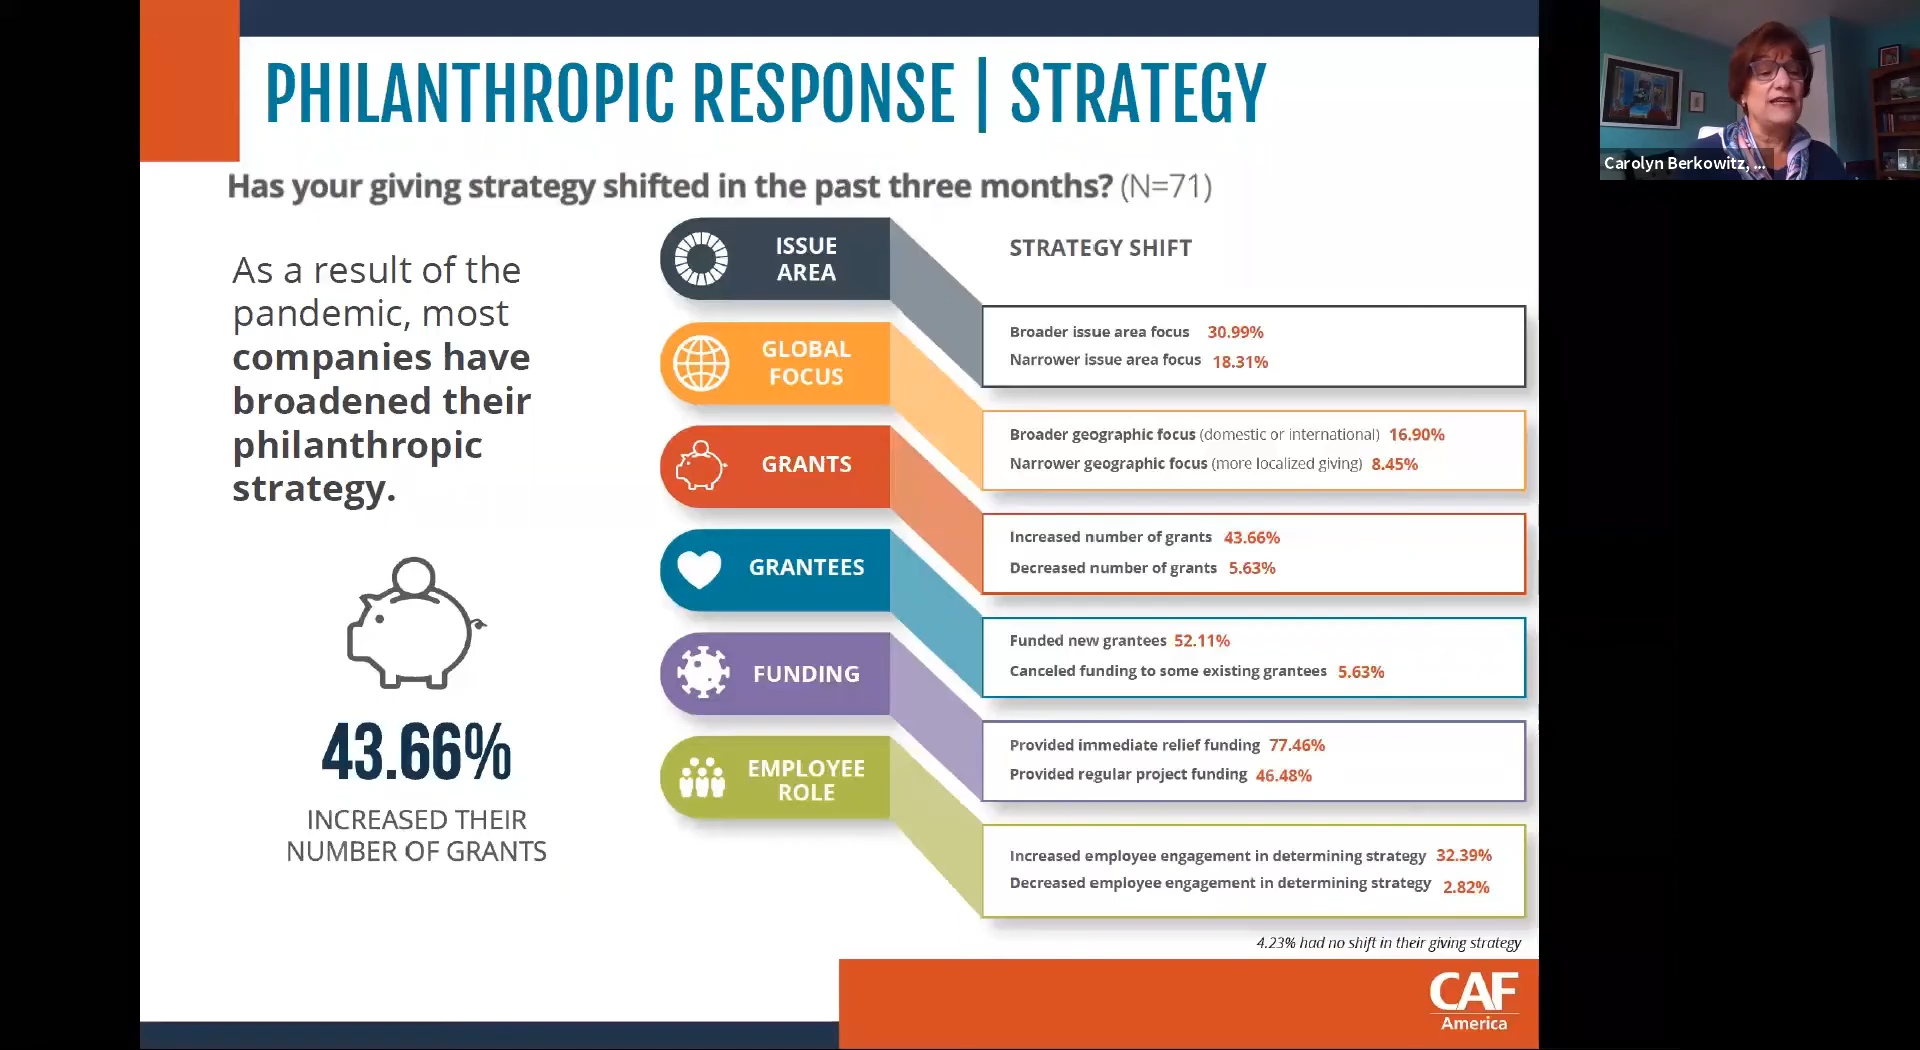 PHILANTHROPIC RESPONSE | STRATEGY
Carolyn Berkowitz, ...
Has your giving strategy shifted in the past three months? (N=71)
As a result of the
pandemic, most
companies have
broadened their
philanthropic
strategy.
43.66%
INCREASED THEIR
NUMBER OF GRANTS
ISSUE
AREA
GLOBAL
FOCUS
GRANTS
GRANTEES
FUNDING
EMPLOYEE
ROLE
STRATEGY SHIFT
Broader issue area focus 30.99%
Narrower issue area focus 18.31%
Broader geographic focus (domestic or international) 16.90%
Narrower geographic focus (more localized giving) 8.45%
Increased number of grants 43.66%
Decreased number of grants 5.63%
Funded new grantees 52.11%
Canceled funding to some existing grantees 5.63%
Provided immediate relief funding 77.46%
Provided regular project funding 46.48%
Increased employee engagement in determining strategy 32.39%
Decreased employee engagement in determining strategy 2.82%
4.23% had no shift in their giving strategy
CAF
America